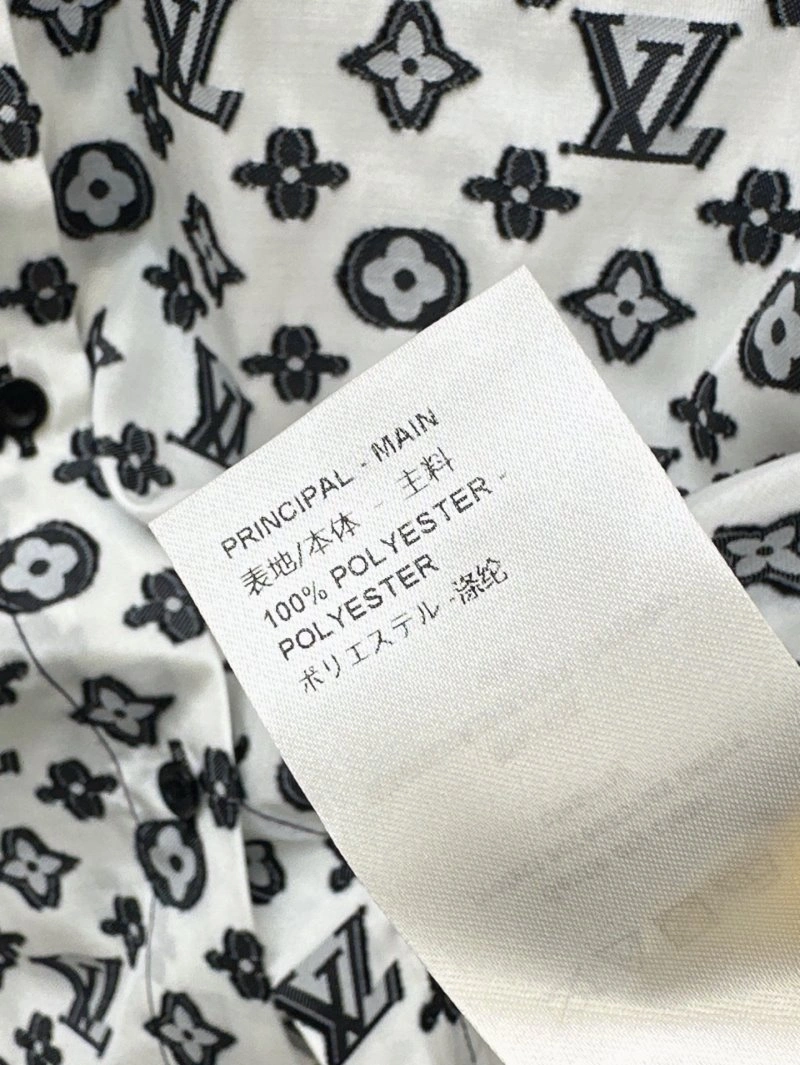 PRINCIPAL - MAIN
表地/本体 - 主料
100% POLYESTER -
POLYESTER
ポリエステル -涤纶